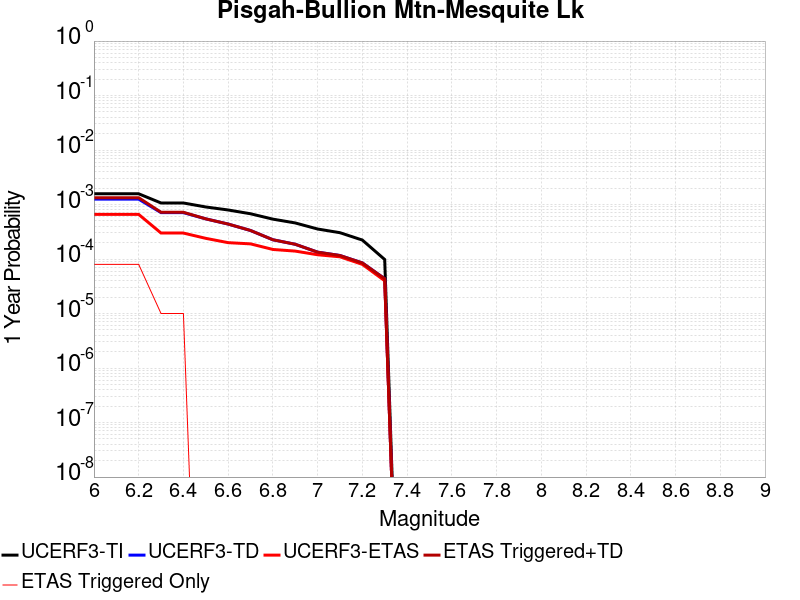 Pisgah-Bullion Mtn-Mesquite Lk
10^0
10^-1
10^-2
10^-3
10^-4
10^-5
10^-6
10^-7
10^-8
1 Year Probability
6 6.2 6.4 6.6 6.8 7 7.2 7.4 7.6 7.8 8 8.2 8.4 8.6 8.8 9
Magnitude
UCERF3-TI UCERF3-TD UCERF3-ETAS ETAS Triggered+TD
ETAS Triggered Only